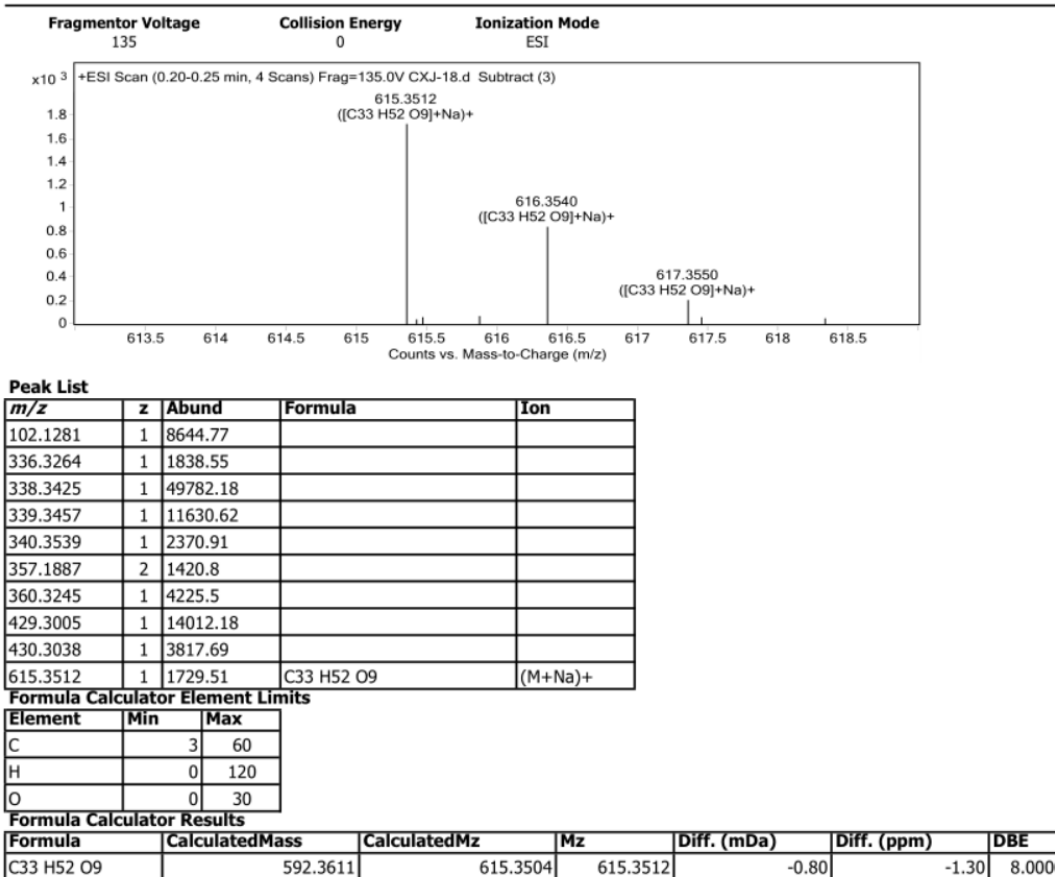 Fragmentor Voltage Collision Energy Ionization Mode
135 0 ESI
x10 3 +ESI Scan (0.20-0.25 min, 4 Scans) Frag=135.0V CXJ-18.d Subtract (3)
615.3512
([C33 H52 O9]+Na)+
1.8
1.6
1.4
1.2
616.3540
1
([C33 H52 O9]+Na)+
0.8
0.6
617.3550
0.4
([C33 H52 O9]+Na)+
0.2
0
613.5 614 614.5 615 615.5 616 616.5 617 617.5 618 618.5
Counts vs. Mass-to-Charge (m/z)
Peak List
m/z z Abund Formula Ion
102.1281 1 8644.77
336.3264 1 1838.55
338.3425 1 49782.18
339.3457 1 11630.62
340.3539 1 2370.91
357.1887 2 1420.8
360.3245 1 4225.5
429.3005 1 14012.18
430.3038 1 3817.69
615.3512 1 1729.51 C33 H52 O9 (M+Na)+
Formula Calculator Element Limits
Element Min Max
C 3 60
H 0 120
O 0 30
Formula Calculator Results
Formula CalculatedMass CalculatedMz Mz Diff. (mDa) Diff. (ppm) DBE
C33 H52 O9 592.3611 615.3504 615.3512 -0.80 -1.30 8.0000